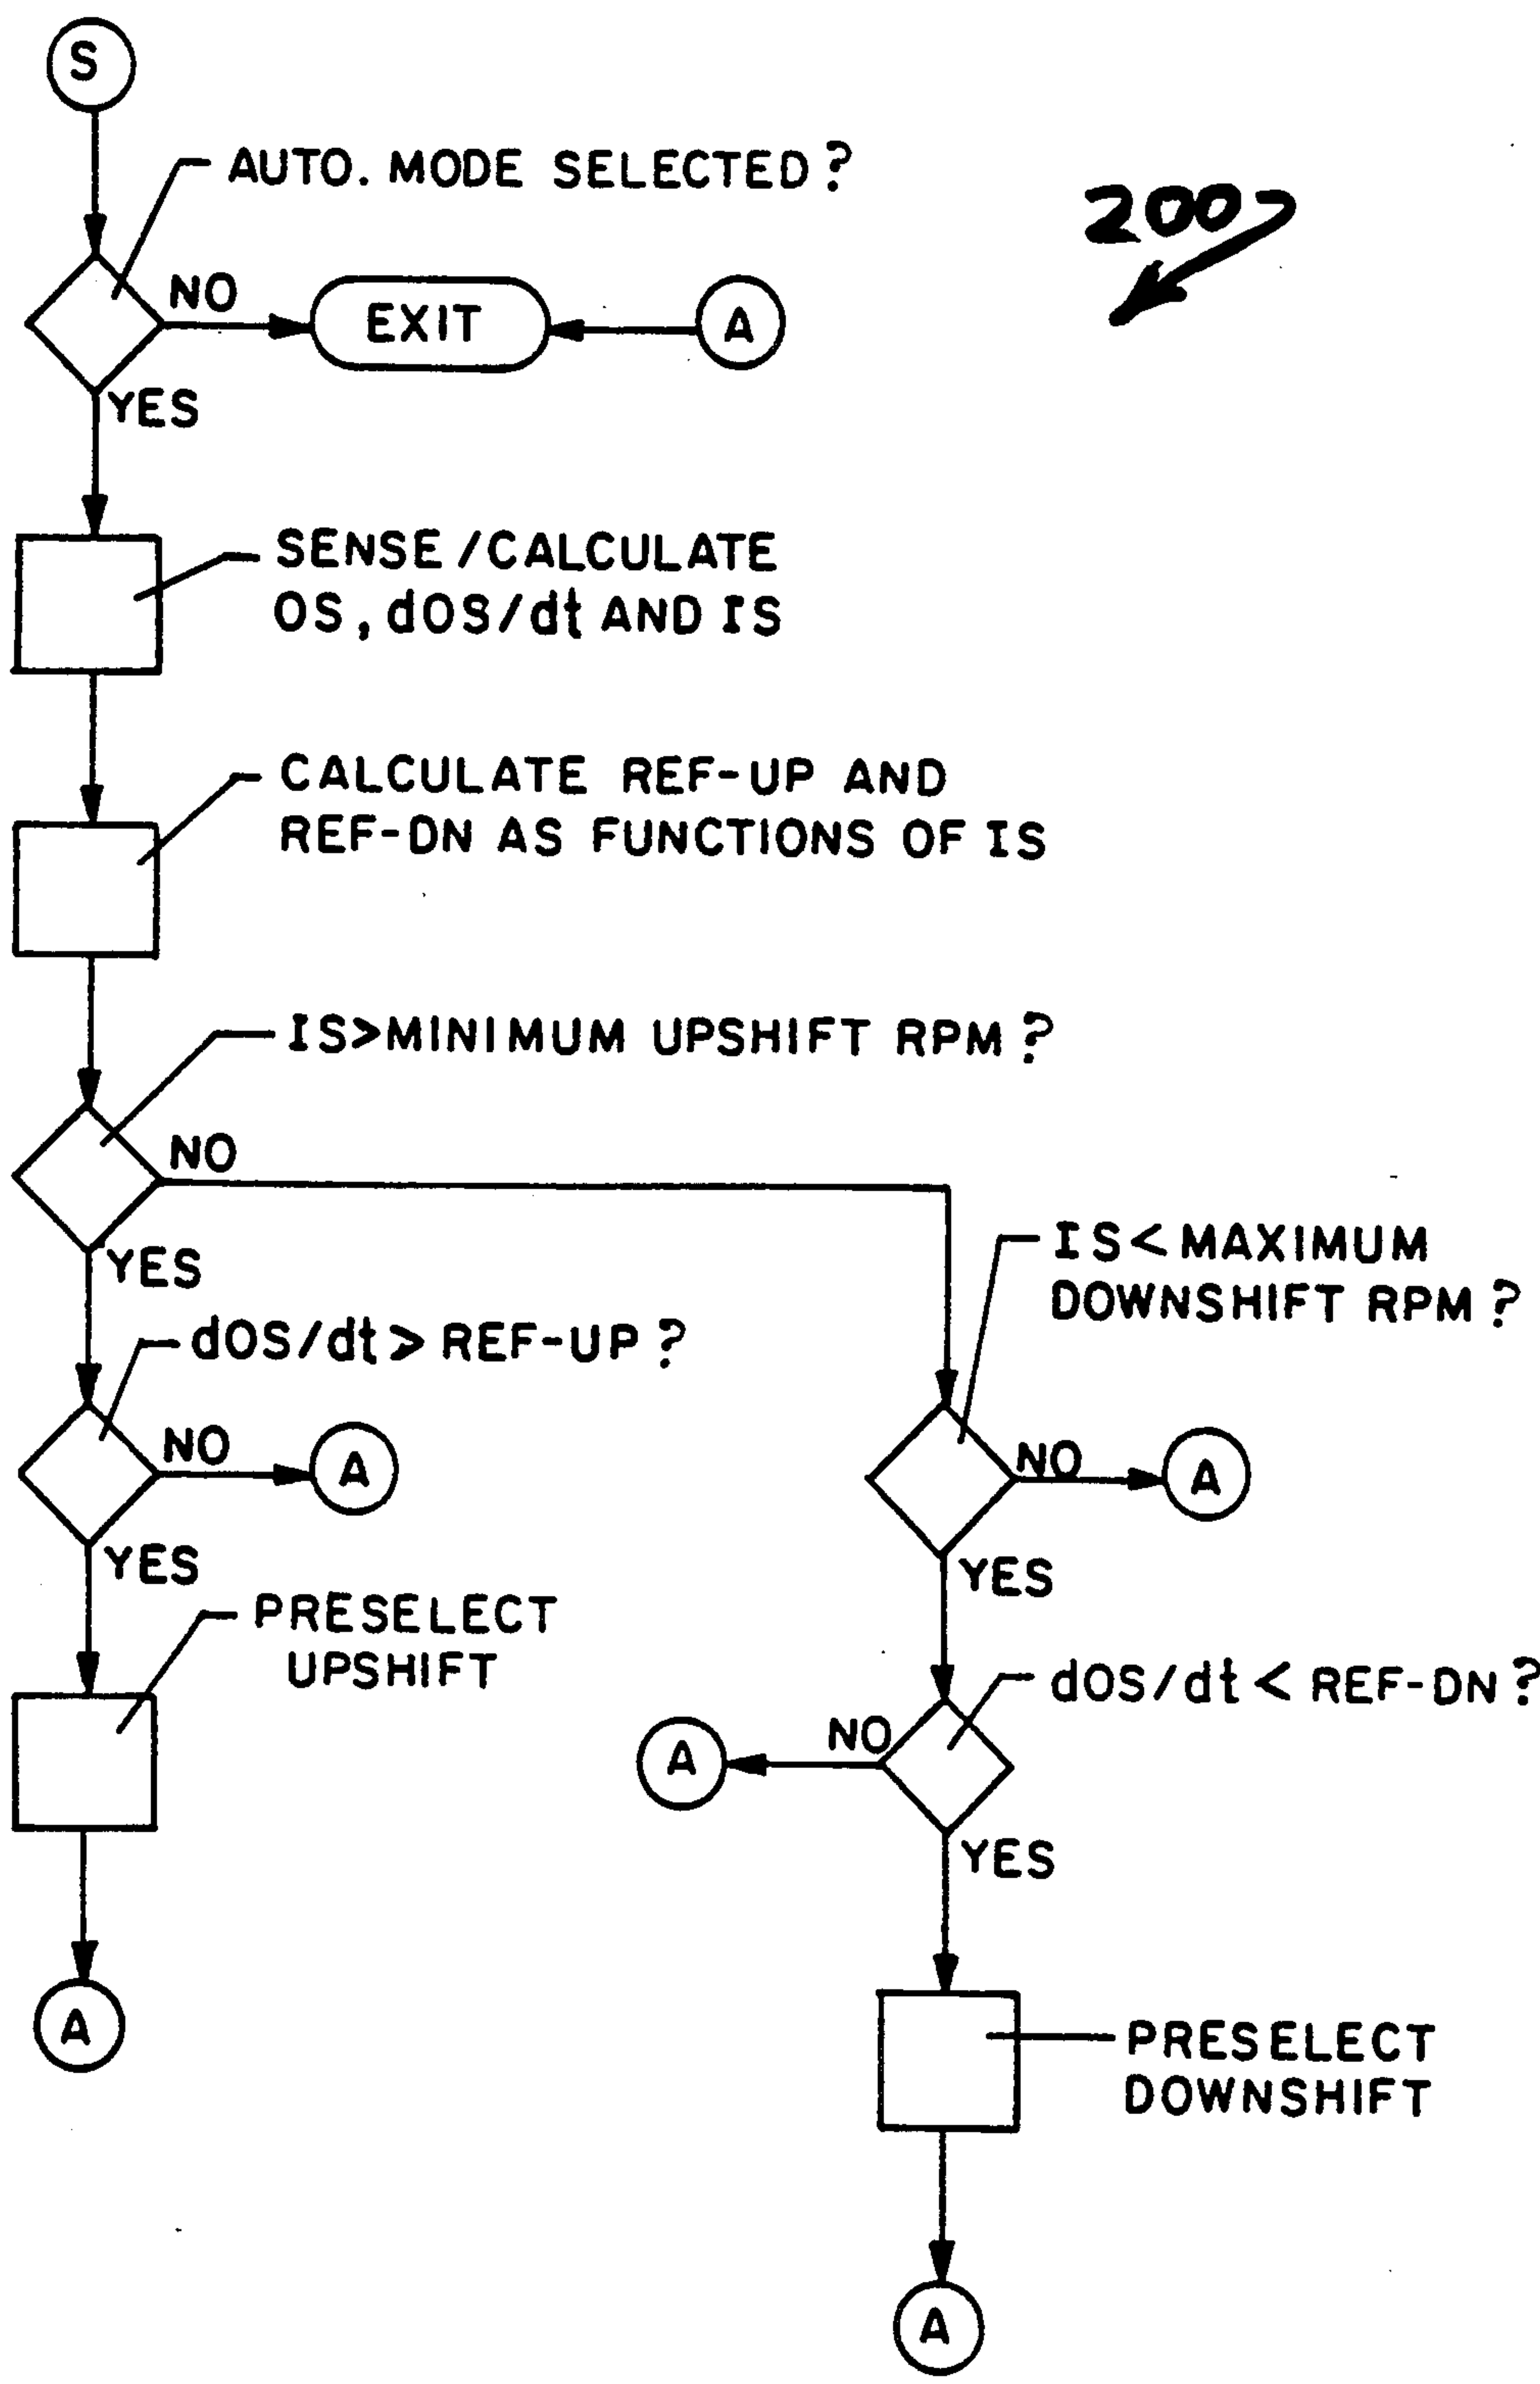 S
AUTO. MODE SELECTED?
200
NO
EXIT
A
YES
SENSE/CALCULATE
OS, dOS/dt AND IS
CALCULATE REF-UP AND
REF-DN AS FUNCTIONS OF IS
IS>MINIMUM UPSHIFT RPM?
NO
YES
IS<MAXIMUM
DOWNSHIFT RPM?
dOS/dt > REF-UP?
NO
A
NO
A
YES
YES
PRESELECT
UPSHIFT
dOS/dt < REF-DN?
NO
A
YES
A
PRESELECT
DOWNSHIFT
A